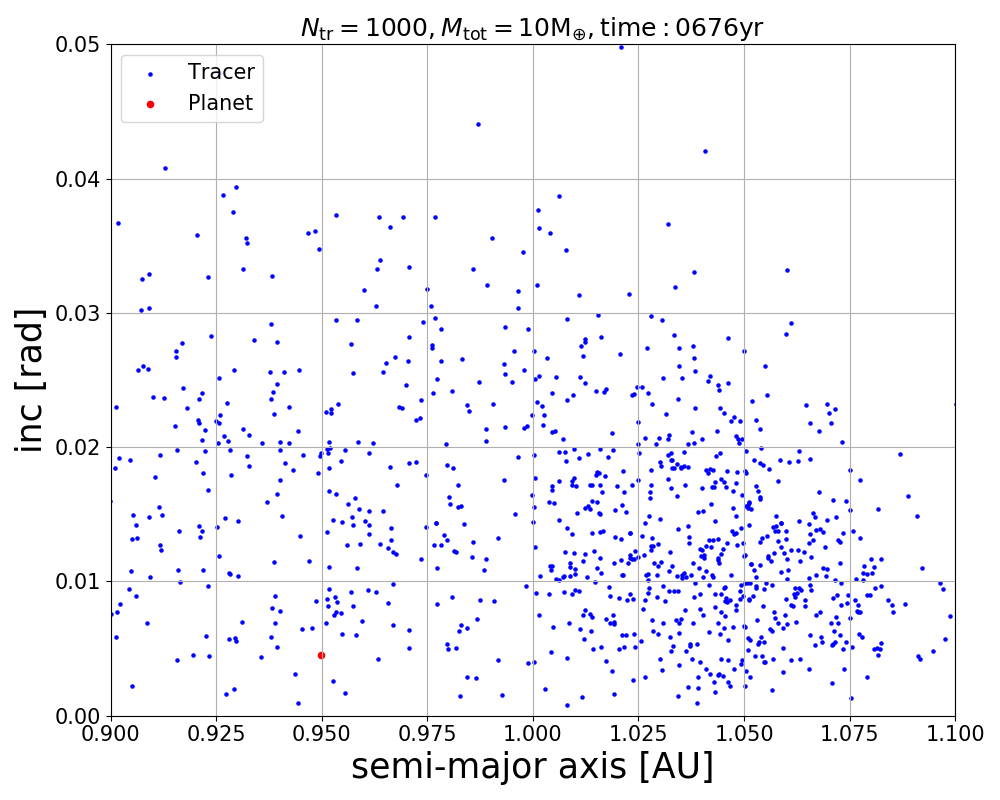 N_tr = 1000, M_tot = 10M_⊕, time : 0676yr
Tracer
Planet
0.05
0.04
0.03
0.02
0.01
0.00
inc [rad]
0.900 0.925 0.950 0.975 1.000 1.025 1.050 1.075 1.100
semi-major axis [AU]